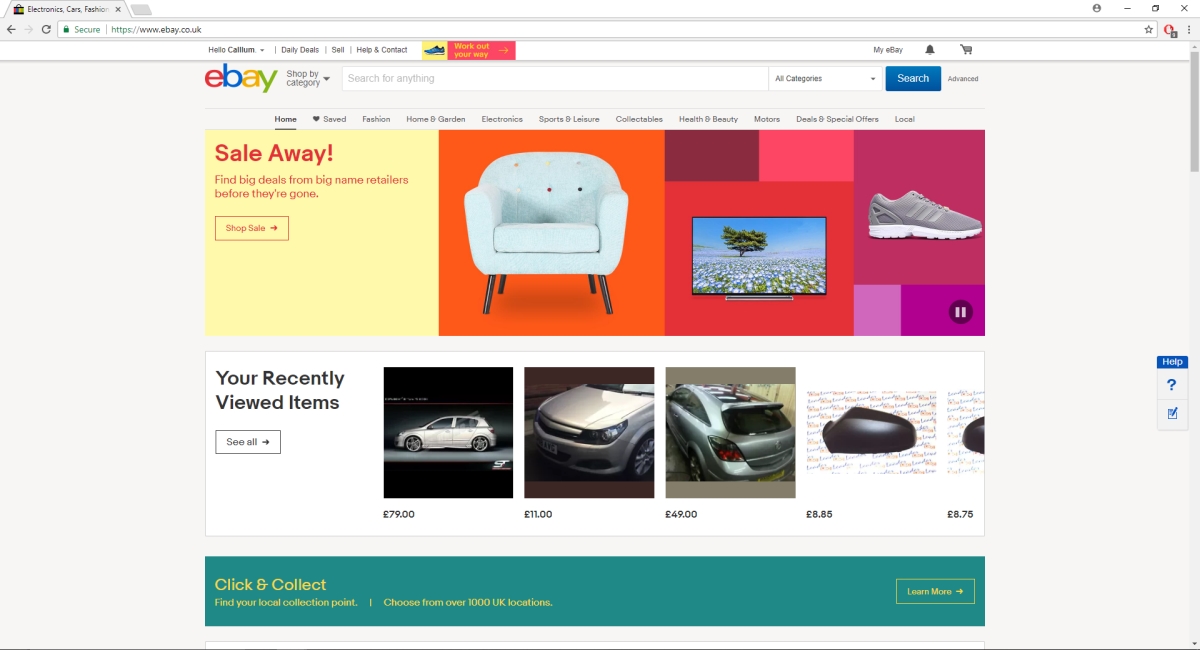 Electronics, Cars, Fashion
Secure | https://www.ebay.co.uk
Hello Callum. | Daily Deals | Sell | Help & Contact
Work out
your way
My eBay
ebay
Shop by
category
Search for anything
All Categories
Search
Advanced
Home
Saved
Fashion
Home & Garden
Electronics
Sports & Leisure
Collectables
Health & Beauty
Motors
Deals & Special Offers
Local
Sale Away!
Find big deals from big name retailers
before they're gone.
Shop Sale
Help
?
Your Recently
Viewed Items
See all
£79.00
£11.00
£49.00
£8.85
£8.75
Click & Collect
Find your local collection point. | Choose from over 1000 UK locations.
Learn More